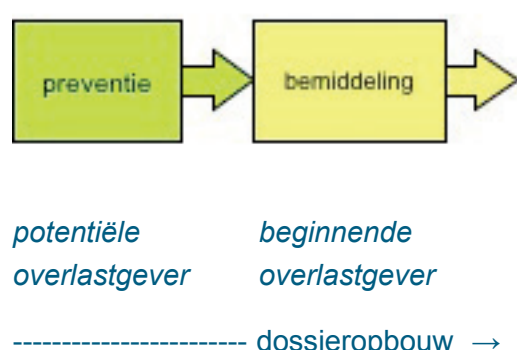 preventie bemiddeling
potentiële beginnende
overlastgever overlastgever
------------------------ dossieropbouw →